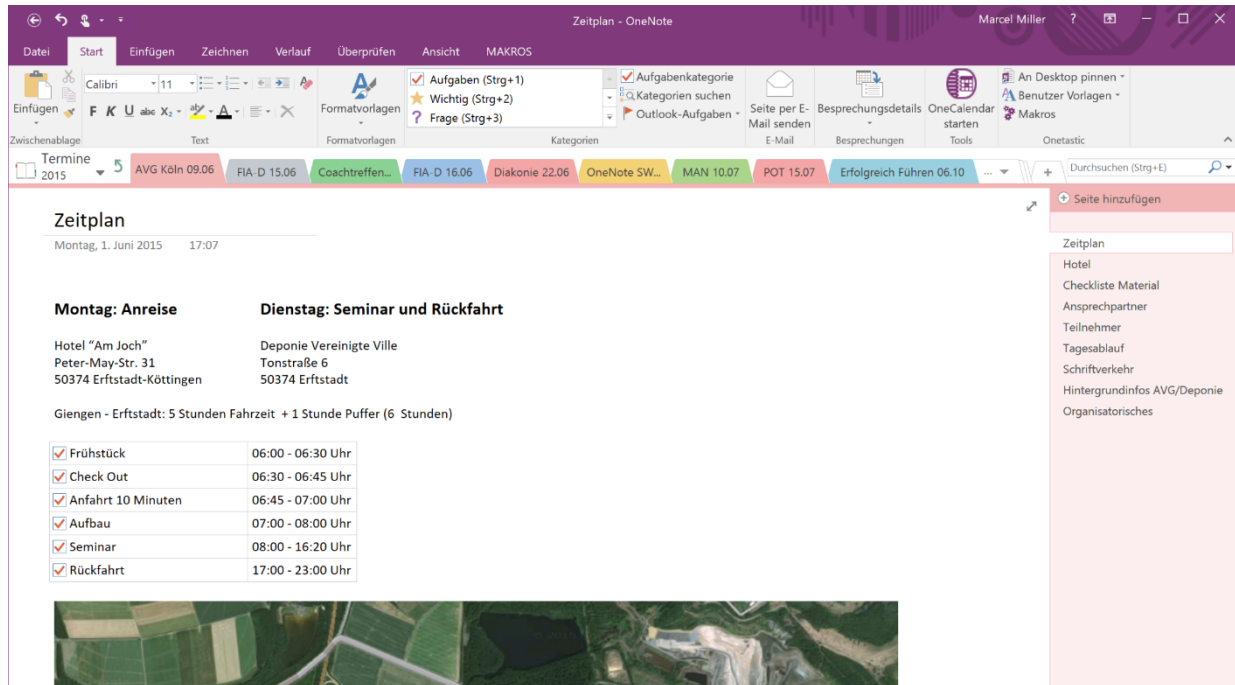 Zeitplan - OneNote
Marcel Miller
?
Datei Start Einfügen Zeichnen Verlauf Überprüfen Ansicht MAKROS
Einfügen
Zwischenablage
Calibri 11
F K U abc X₂ A
Text
Formatvorlagen
Formatvorlagen
Aufgaben (Strg+1)
Wichtig (Strg+2)
? Frage (Strg+3)
Aufgabenkategorie
Kategorien suchen
Outlook-Aufgaben
Kategorien
Seite per E-
Mail senden
E-Mail
Besprechungsdetails
Besprechungen
OneCalendar
starten
Tools
An Desktop pinnen
Benutzer Vorlagen
Makros
Onetastic
Termine
2015
AVG Köln 09.06 FIA-D 15.06 Coachtreffen... FIA-D 16.06 Diakonie 22.06 OneNote SW... MAN 10.07 POT 15.07 Erfolgreich Führen 06.10 ... +
Durchsuchen (Strg+E)
Zeitplan
Montag, 1. Juni 2015 17:07
Montag: Anreise
Hotel “Am Joch”
Peter-May-Str. 31
50374 Erftstadt-Köttingen
Dienstag: Seminar und Rückfahrt
Deponie Vereinigte Ville
Tonstraße 6
50374 Erftstadt
Giengen - Erftstadt: 5 Stunden Fahrzeit + 1 Stunde Puffer (6 Stunden)
Frühstück 06:00 - 06:30 Uhr
Check Out 06:30 - 06:45 Uhr
Anfahrt 10 Minuten 06:45 - 07:00 Uhr
Aufbau 07:00 - 08:00 Uhr
Seminar 08:00 - 16:20 Uhr
Rückfahrt 17:00 - 23:00 Uhr
Seite hinzufügen
Zeitplan
Hotel
Checkliste Material
Ansprechpartner
Teilnehmer
Tagesablauf
Schriftverkehr
Hintergrundinfos AVG/Deponie
Organisatorisches